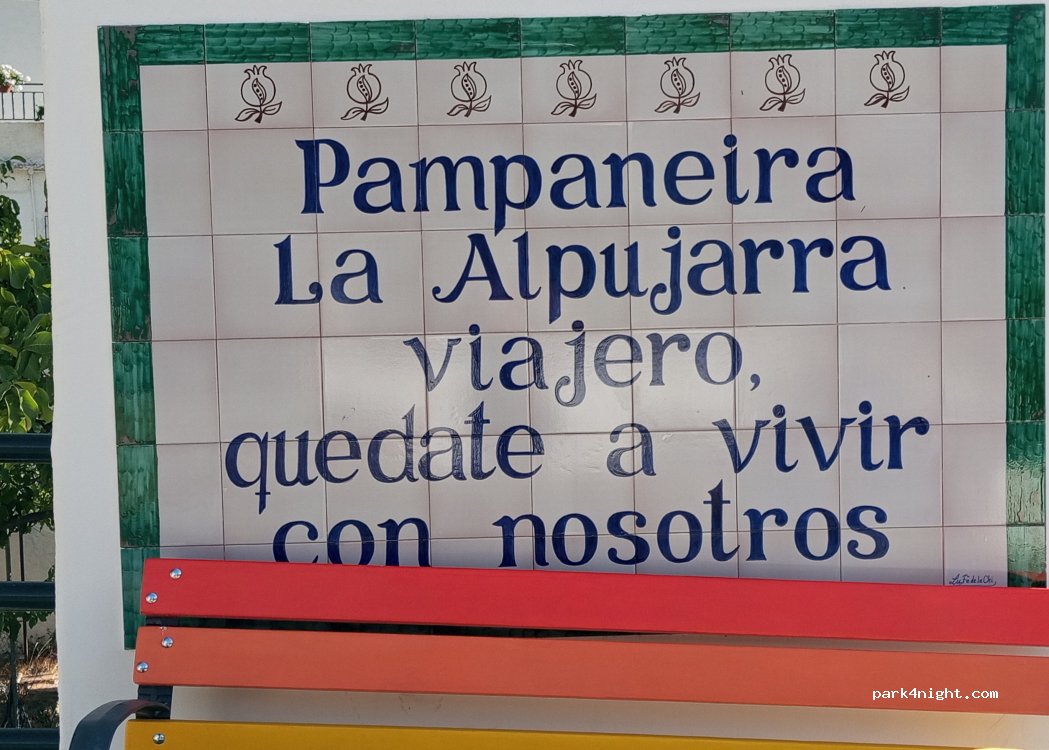 Pampaneira
La Alpujarra
viajero,
quedate a vivir
con nosotros
park4night.com